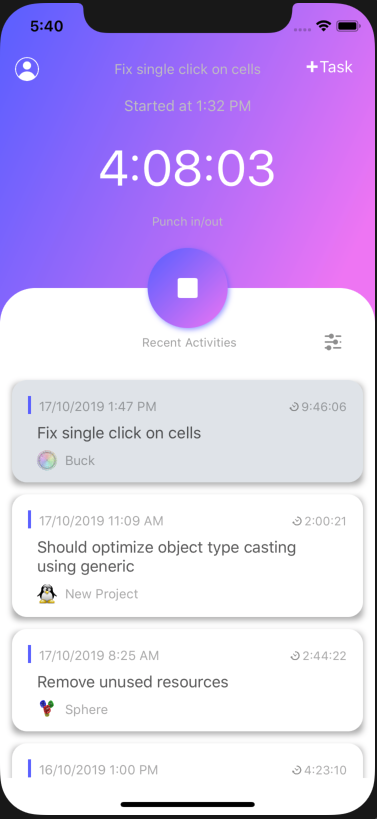 5:40
Fix single click on cells
+Task
Started at 1:32 PM
4:08:03
Punch in/out
Recent Activities
17/10/2019 1:47 PM
9:46:06
Fix single click on cells
Buck
17/10/2019 11:09 AM
2:00:21
Should optimize object type casting
using generic
New Project
17/10/2019 8:25 AM
2:44:22
Remove unused resources
Sphere
16/10/2019 1:00 PM
4:23:10